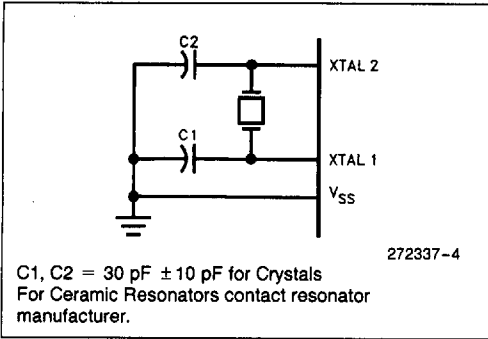 C2
XTAL 2
C1
XTAL 1
VSS
272337-4
C1, C2 = 30 pF ±10 pF for Crystals
For Ceramic Resonators contact resonator
manufacturer.